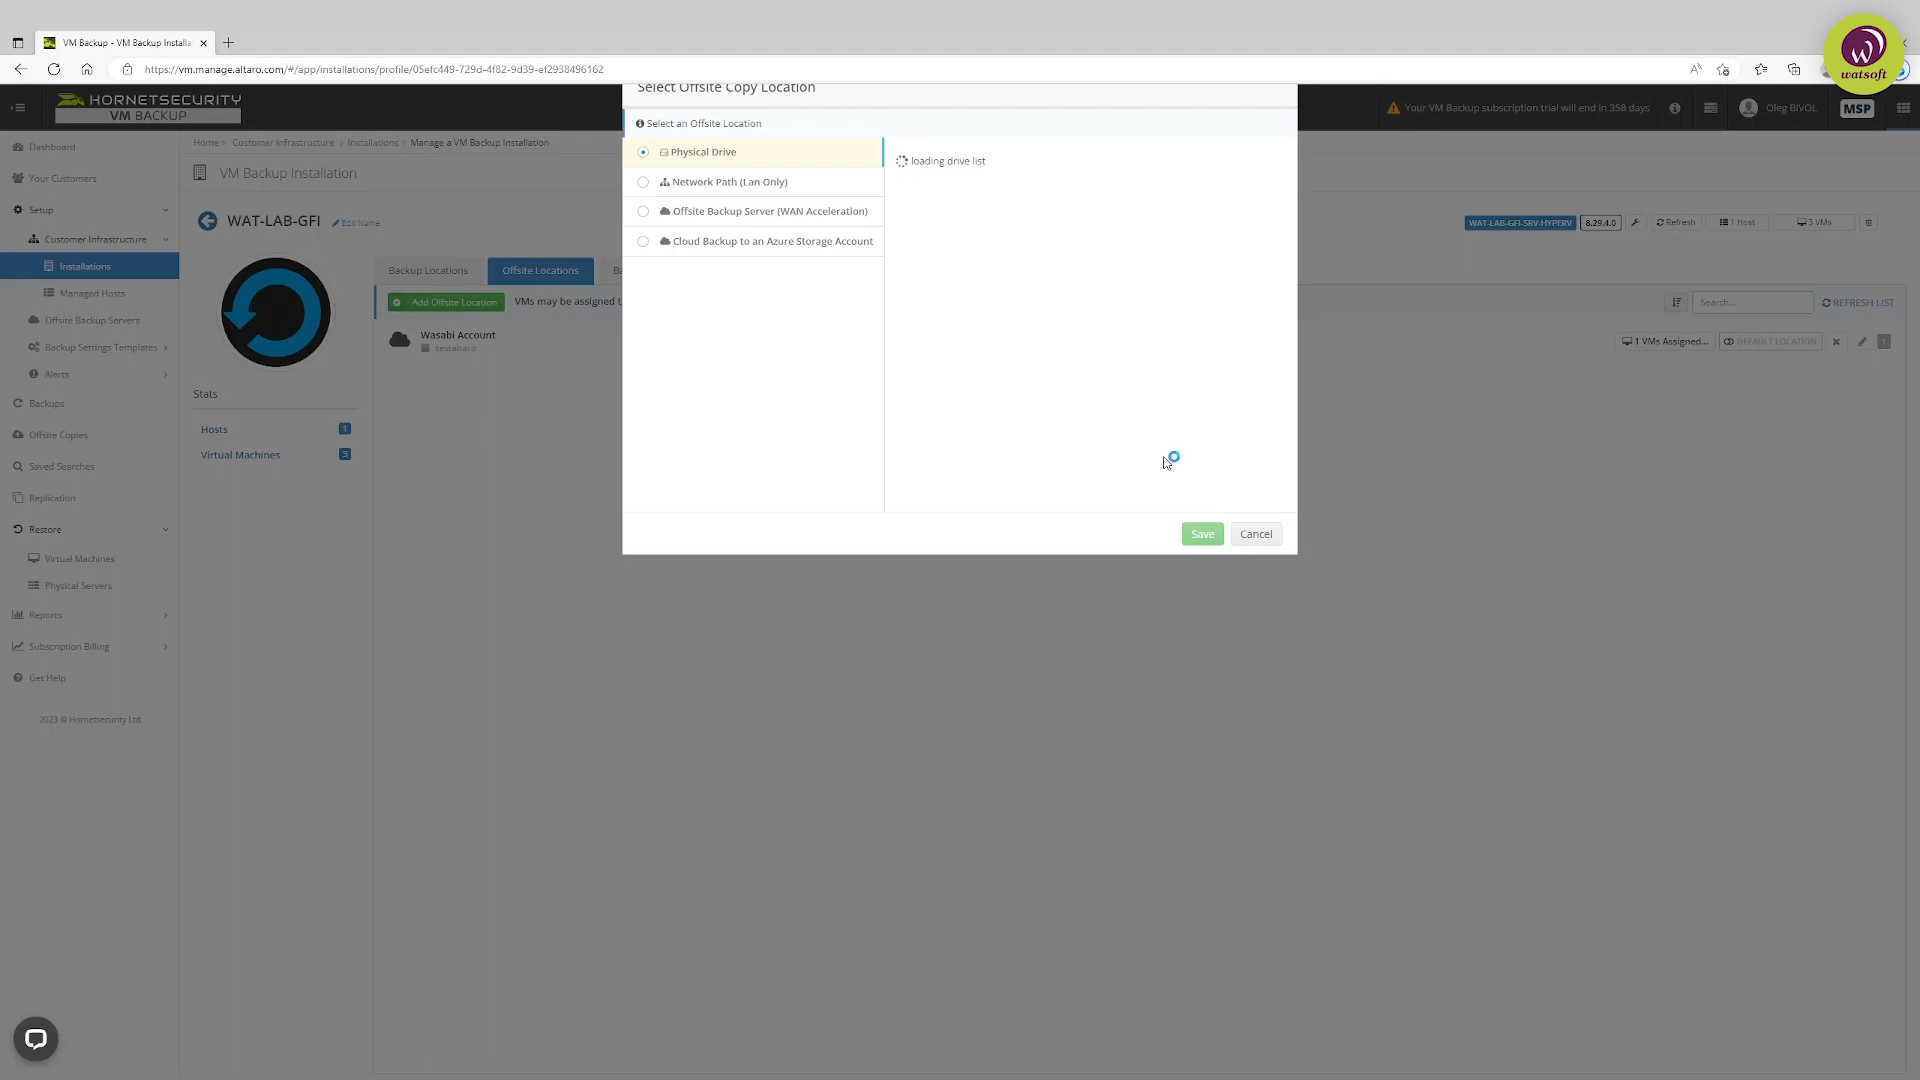 VM Backup - VM Backup Installa
https://vm.manage.altaro.com/#/app/installations/profile/05efc449-729d-4f82-9d39-ef2938496162
watsoft
HORNETSECURITY
VM BACKUP
Your VM Backup subscription trial will end in 358 days
Oleg BIVOL
MSP
Dashboard
Your Customers
Setup
Customer Infrastructure
Installations
Managed Hosts
Offsite Backup Servers
Backup Settings Templates
Alerts
Backups
Offsite Copies
Saved Searches
Replication
Restore
Virtual Machines
Physical Servers
Reports
Subscription Billing
Get Help
2023 © Hornetsecurity Ltd
Home
Customer Infrastructure
Installations
Manage a VM Backup Installation
VM Backup Installation
WAT-LAB-GFI
Edit Name
WAT-LAB-GFI-SRV-HYPERV
8.29.4.0
Refresh
1 Host
3 VMs
Stats
Hosts 1
Virtual Machines 3
Backup Locations
Offsite Locations
Ba
Add Offsite Location
VMs may be assigned t
Search...
REFRESH LIST
Wasabi Account
testaltaro
1 VMs Assigned...
DEFAULT LOCATION
1
Select Offsite Copy Location
Select an Offsite Location
Physical Drive
Network Path (Lan Only)
Offsite Backup Server (WAN Acceleration)
Cloud Backup to an Azure Storage Account
loading drive list
Save
Cancel